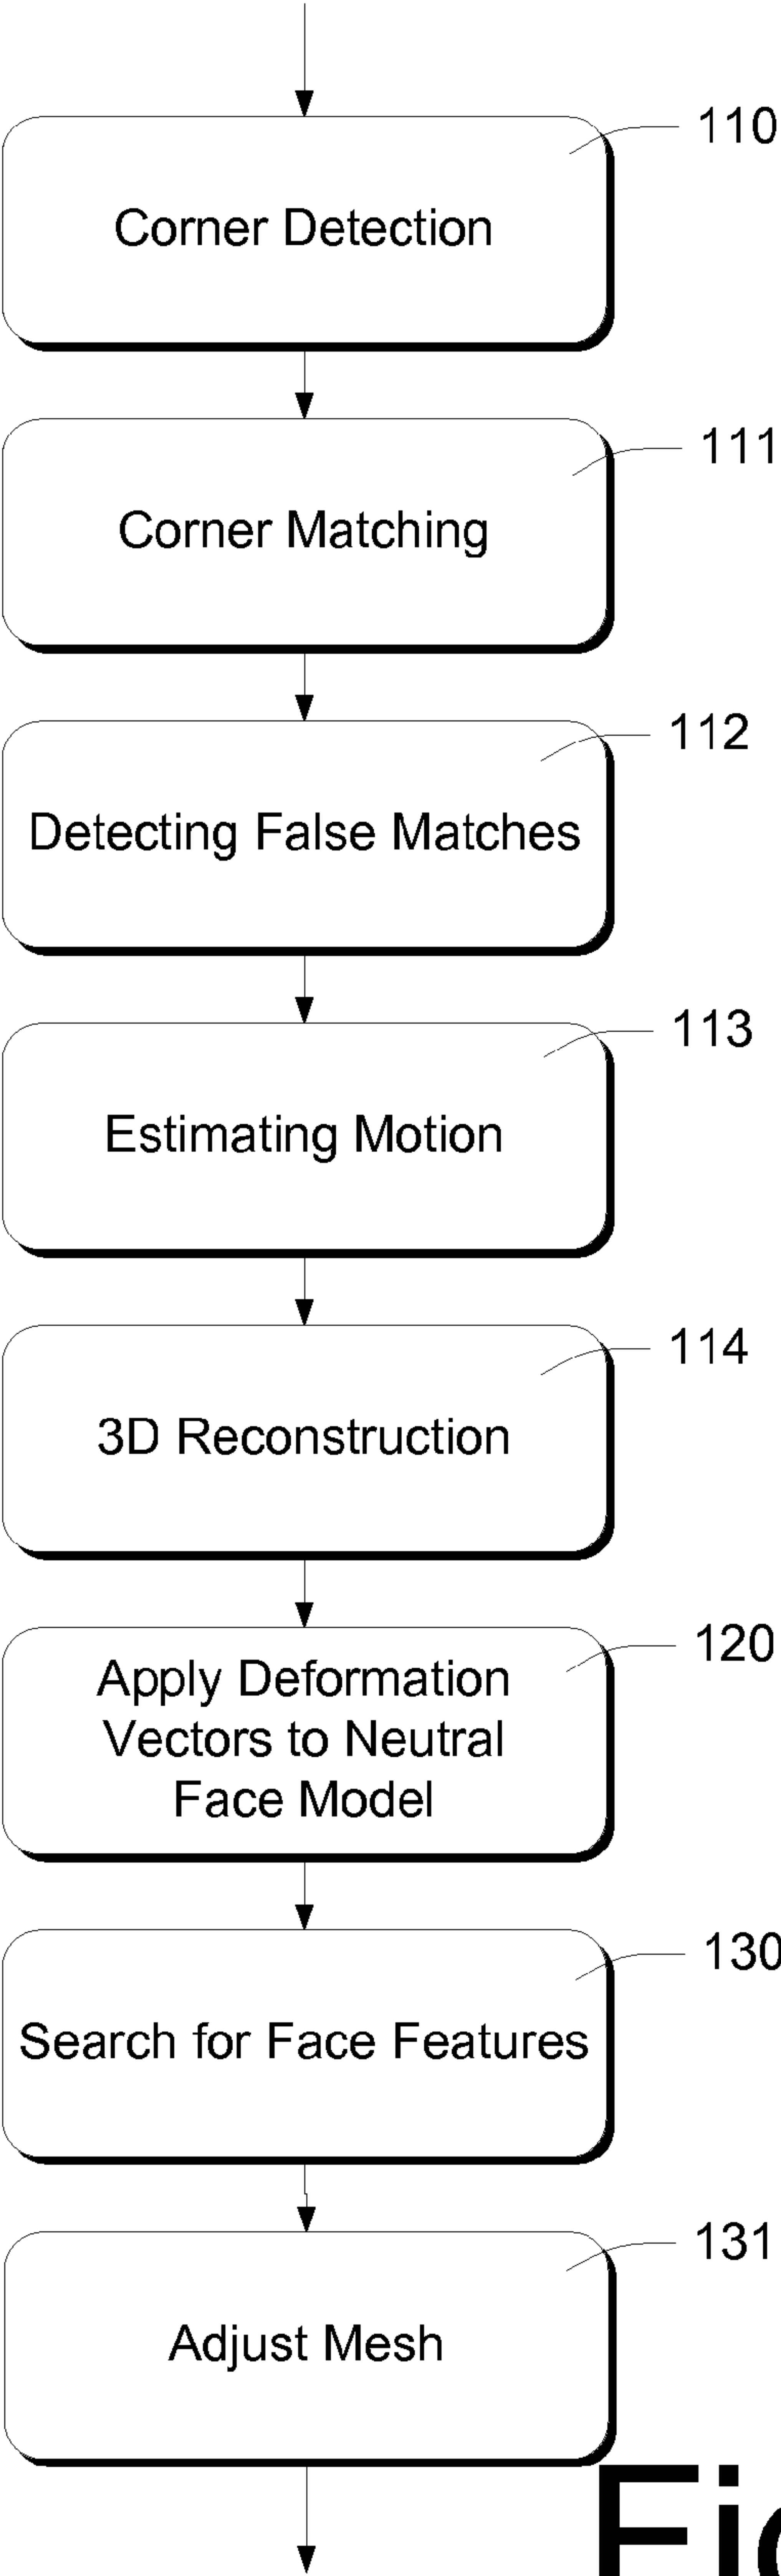 110
Corner Detection
111
Corner Matching
112
Detecting False Matches
113
Estimating Motion
114
3D Reconstruction
120
Apply Deformation
Vectors to Neutral
Face Model
130
Search for Face Features
131
Adjust Mesh